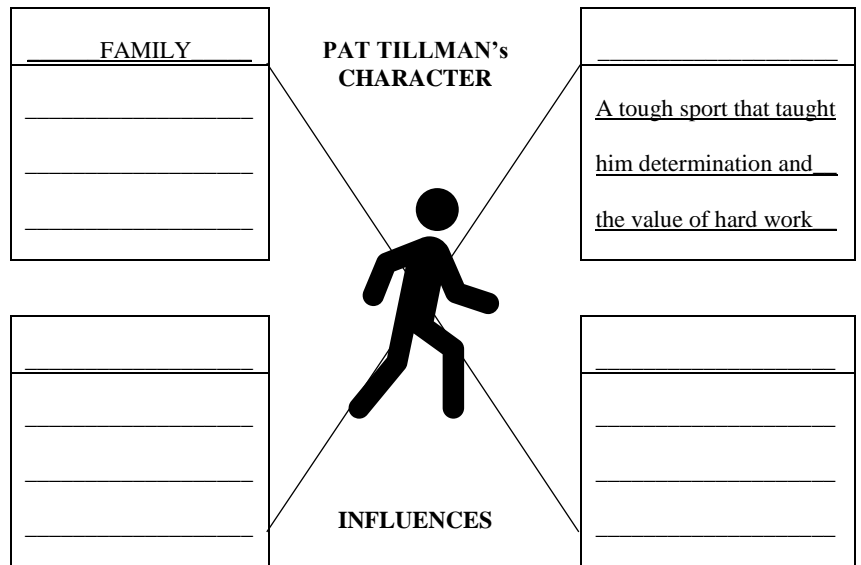 FAMILY
PAT TILLMAN's
CHARACTER
A tough sport that taught
him determination and
the value of hard work
INFLUENCES